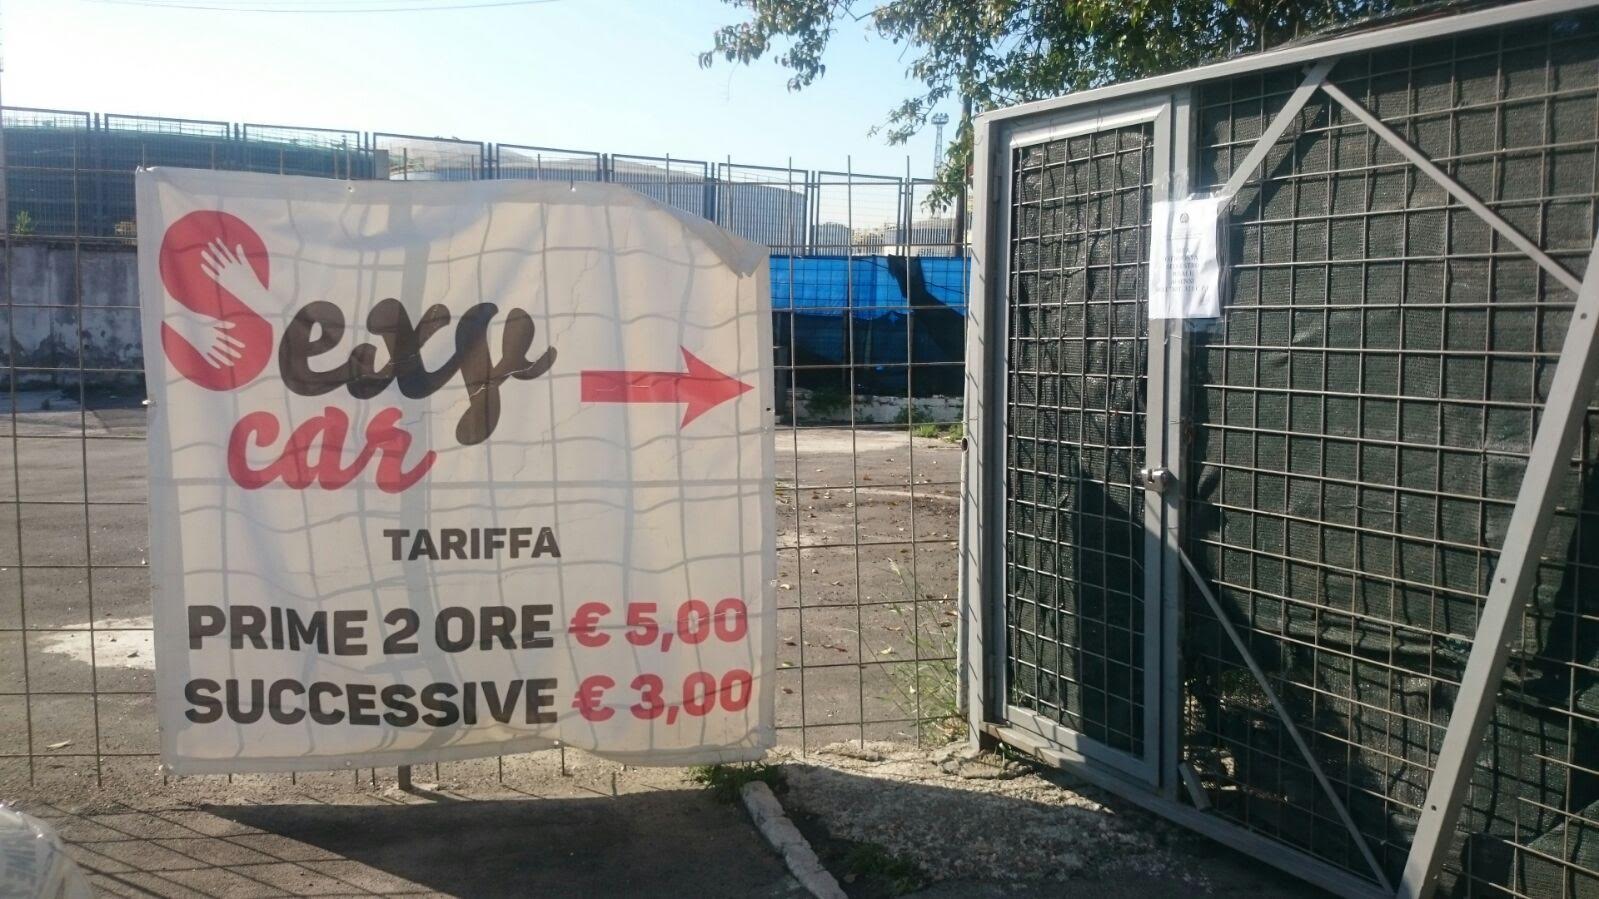 Sexy
car
TARIFFA
PRIME 2 ORE € 5,00
SUCCESSIVE € 3,00